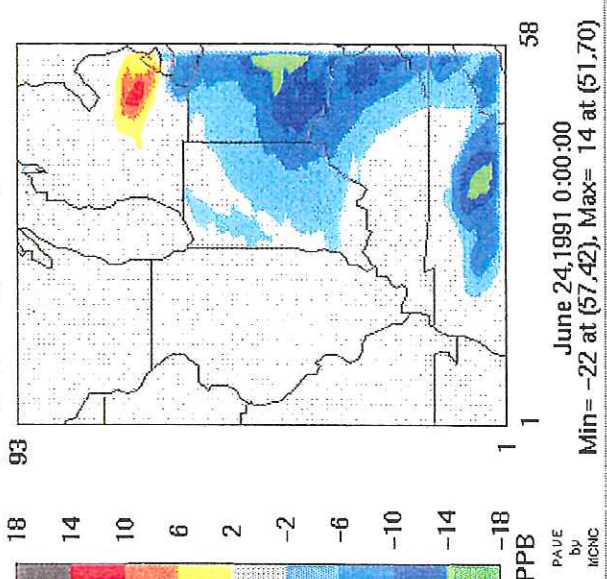 18
14
10
6
2
-2
-6
-10
-14
-18
PPB
PAVE
by
MCNC
93
1
1
58
June 24,1991 0:00:00
Min= -22 at (57.42), Max= 14 at (51.70)